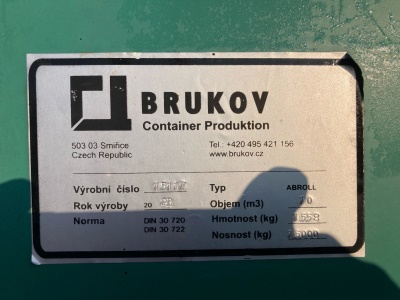 BRUKOV
Container Produktion
503 03 Smiřice
Czech Republic
Tel.: +420 495 421 156
www.brukov.cz
Výrobní číslo
Typ ABROLL
Rok výroby 20
Objem (m3)
Norma DIN 30 720
DIN 30 722
Hmotnost (kg)
Nosnost (kg)